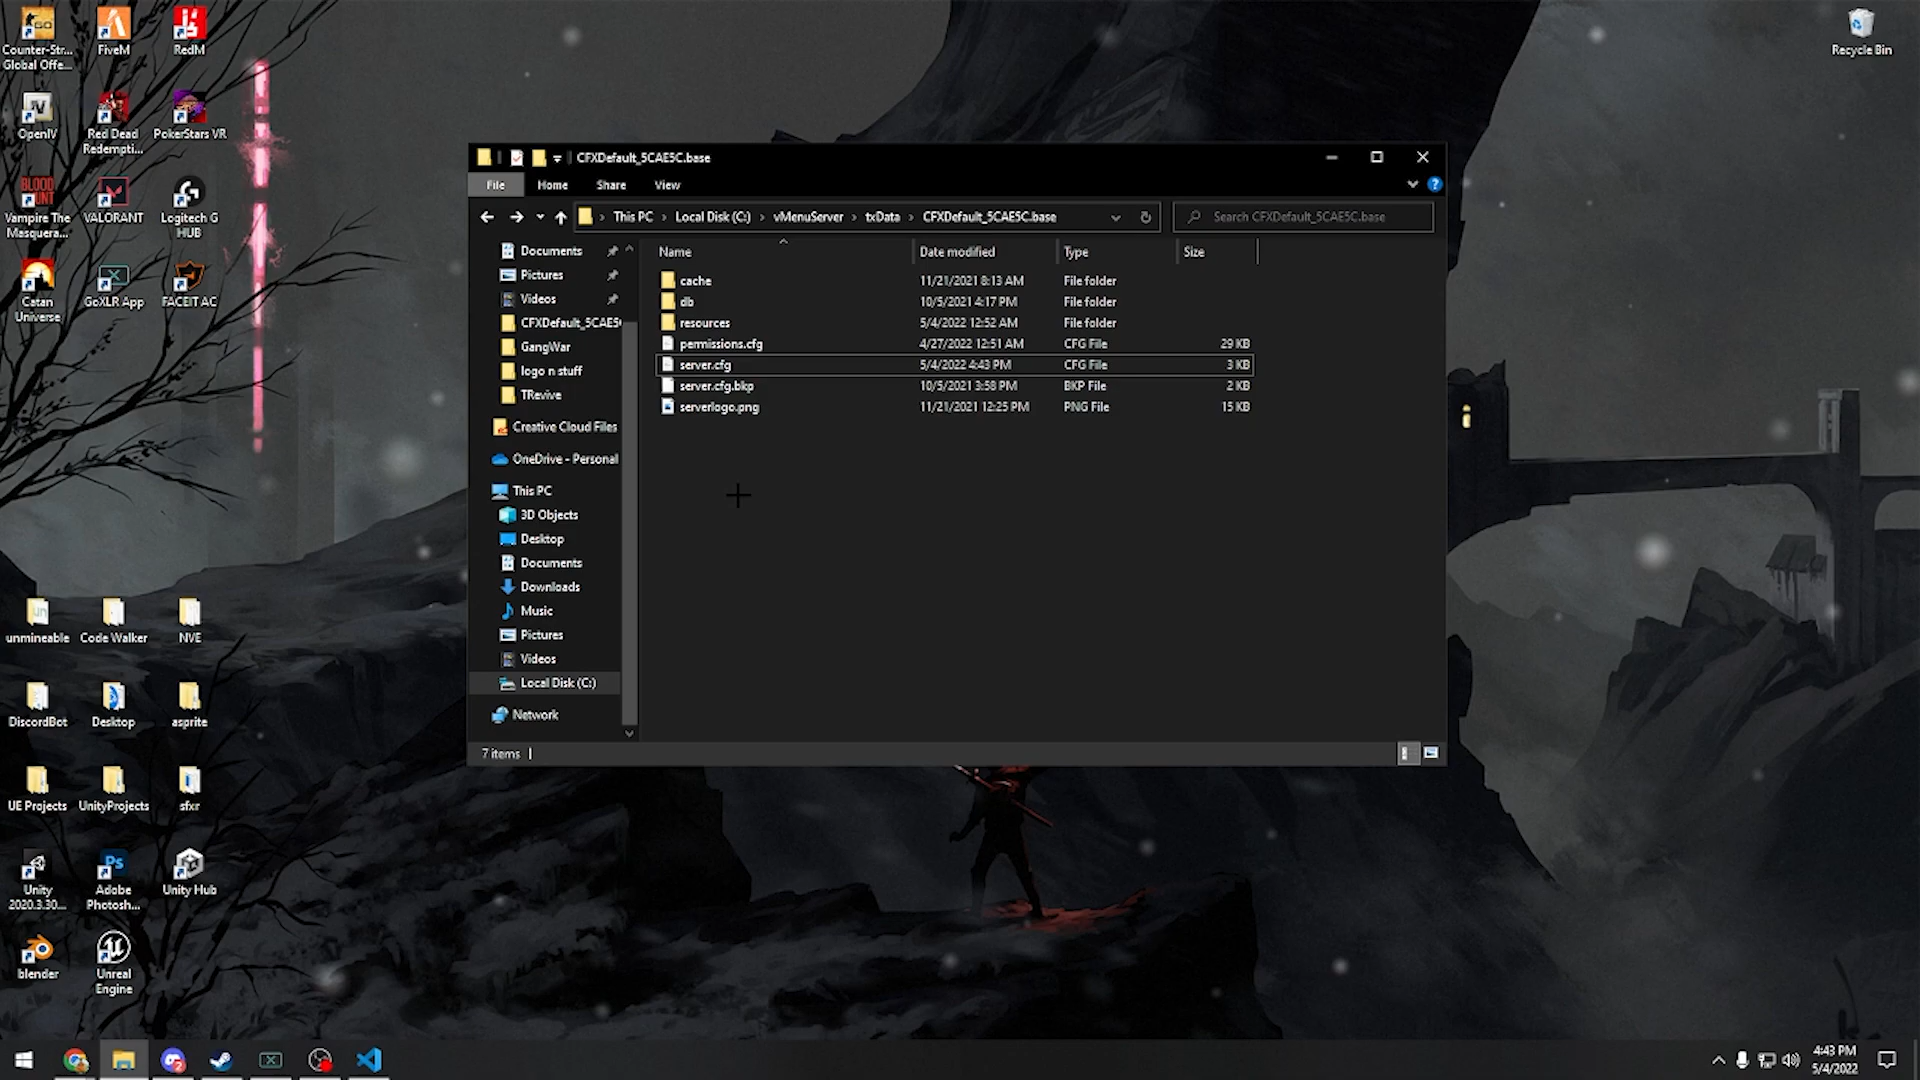 Counter-Str...
Global Offe...
FiveM
RedM
OpenIV
Red Dead
Redempti...
PokerStars VR
BLOOD
HUNT
Vampire The
Masquera...
VALORANT
Logitech G
HUB
Catan
Universe
GoXLR App
FACEIT AC
unmineable
Code Walker
NVE
DiscordBot
Desktop
asprite
UE Projects
UnityProjects
sfxr
Unity
2020.3.30...
Ps
Adobe
Photosh...
Unity Hub
blender
Unreal
Engine
Recycle Bin
CFXDefault_5CAE5C.base
File
Home
Share
View
This PC
Local Disk (C:)
vMenuServer
txData
CFXDefault_5CAE5C.base
Search CFXDefault_5CAE5C.base
Documents
Pictures
Videos
CFXDefault_5CAE5
GangWar
logo n stuff
TRevive
Creative Cloud Files
OneDrive - Personal
This PC
3D Objects
Desktop
Documents
Downloads
Music
Pictures
Videos
Local Disk (C:)
Network
Name Date modified Type Size
cache 11/21/2021 8:13 AM File folder
db 10/5/2021 4:17 PM File folder
resources 5/4/2022 12:52 AM File folder
permissions.cfg 4/27/2022 12:51 AM CFG File 29 KB
server.cfg 5/4/2022 4:43 PM CFG File 3 KB
server.cfg.bkp 10/5/2021 3:58 PM BKP File 2 KB
serverlogo.png 11/21/2021 12:25 PM PNG File 15 KB
7 items
4:43 PM
5/4/2022